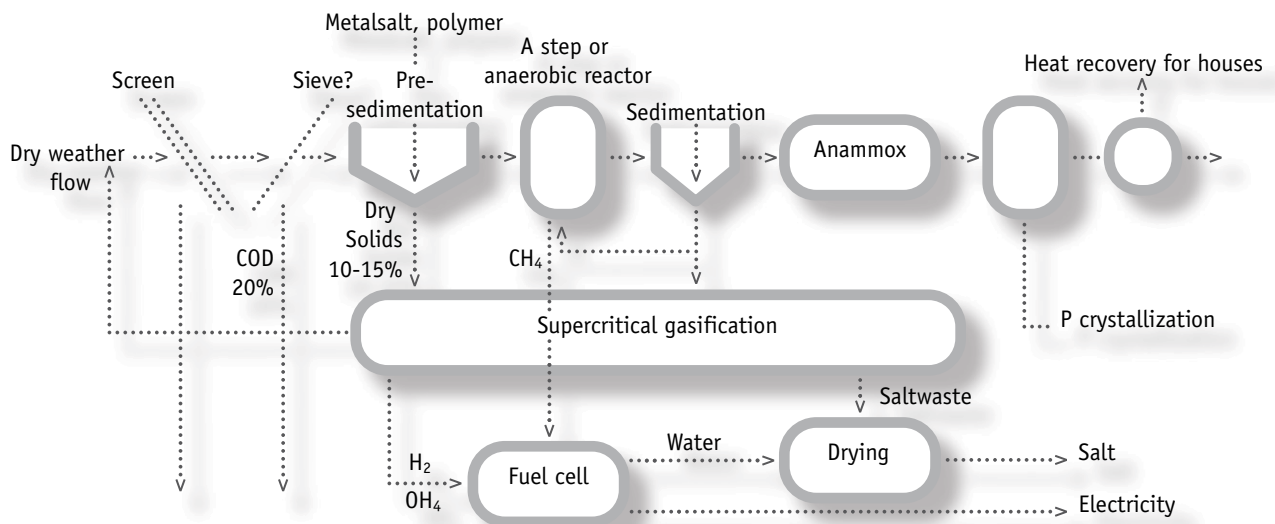 Metalsalt, polymer
A step or
anaerobic reactor
Heat recovery for houses
Screen
Sieve?
Pre-
sedimentation
Sedimentation
Dry weather
flow
Anammox
Dry
Solids
10-15%
COD
20%
CH₄
Supercritical gasification
P crystallization
Saltwaste
H₂
OH₄
Fuel cell
Water
Drying
Salt
Electricity